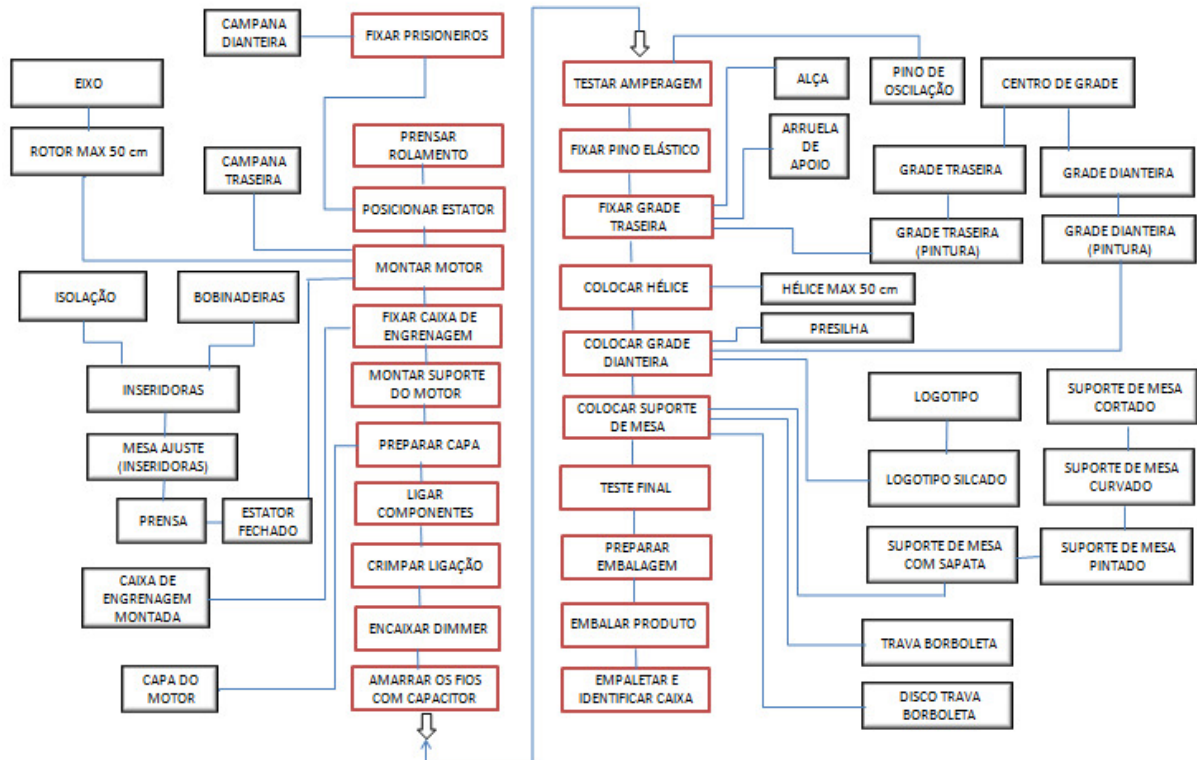 CAMPANA
DIANTEIRA
FIXAR PRISIONEIROS
EIXO
ROTOR MAX 50 cm
CAMPANA
TRASEIRA
PRENSAR
ROLAMENTO
POSICIONAR ESTATOR
MONTAR MOTOR
ISOLAÇÃO
BOBINADEIRAS
FIXAR CAIXA DE
ENGRENAGEM
INSERIDORAS
MONTAR SUPORTE
DO MOTOR
MESA AJUSTE
(INSERIDORAS)
PREPARAR CAPA
PRENSA
ESTATOR
FECHADO
LIGAR
COMPONENTES
CRIMPAR LIGAÇÃO
CAIXA DE
ENGRENAGEM
MONTADA
ENCAIXAR DIMMER
CAPA DO
MOTOR
AMARRAR OS FIOS
COM CAPACITOR
TESTAR AMPERAGEM
ALÇA
PINO DE
OSCILAÇÃO
CENTRO DE GRADE
FIXAR PINO ELÁSTICO
ARRUELA
DE
APOIO
GRADE TRASEIRA
GRADE DIANTEIRA
FIXAR GRADE
TRASEIRA
GRADE TRASEIRA
(PINTURA)
GRADE DIANTEIRA
(PINTURA)
COLOCAR HÉLICE
HÉLICE MAX 50 cm
PRESILHA
COLOCAR GRADE
DIANTEIRA
COLOCAR SUPORTE
DE MESA
LOGOTIPO
SUPORTE DE MESA
CORTADO
TESTE FINAL
LOGOTIPO SILCADO
SUPORTE DE MESA
CURVADO
PREPARAR
EMBALAGEM
SUPORTE DE MESA
COM SAPATA
SUPORTE DE MESA
PINTADO
EMBALAR PRODUTO
TRAVA BORBOLETA
EMPALETAR E
IDENTIFICAR CAIXA
DISCO TRAVA
BORBOLETA